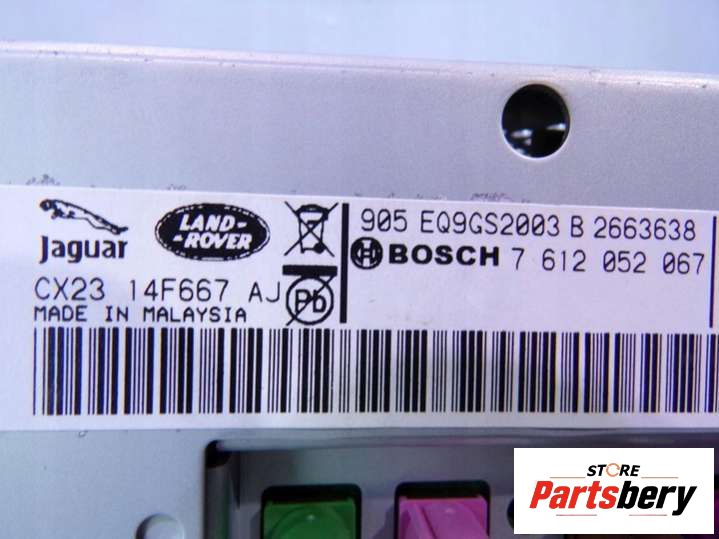 Jaguar
LAND-
-ROVER
CX23 14F667 AJ
MADE IN MALAYSIA
Pb
905 EQ9GS2003 B 2663638
BOSCH 7 612 052 067
STORE
Partsbery